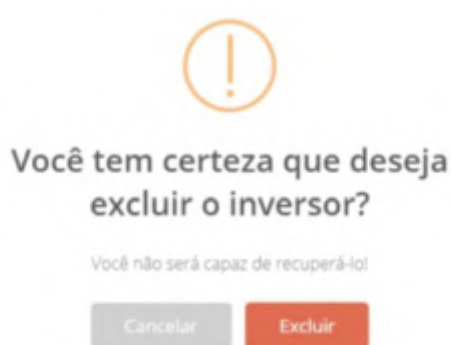 Você tem certeza que deseja
excluir o inversor?
Você não será capaz de recuperá-lo!
Cancelar Excluir